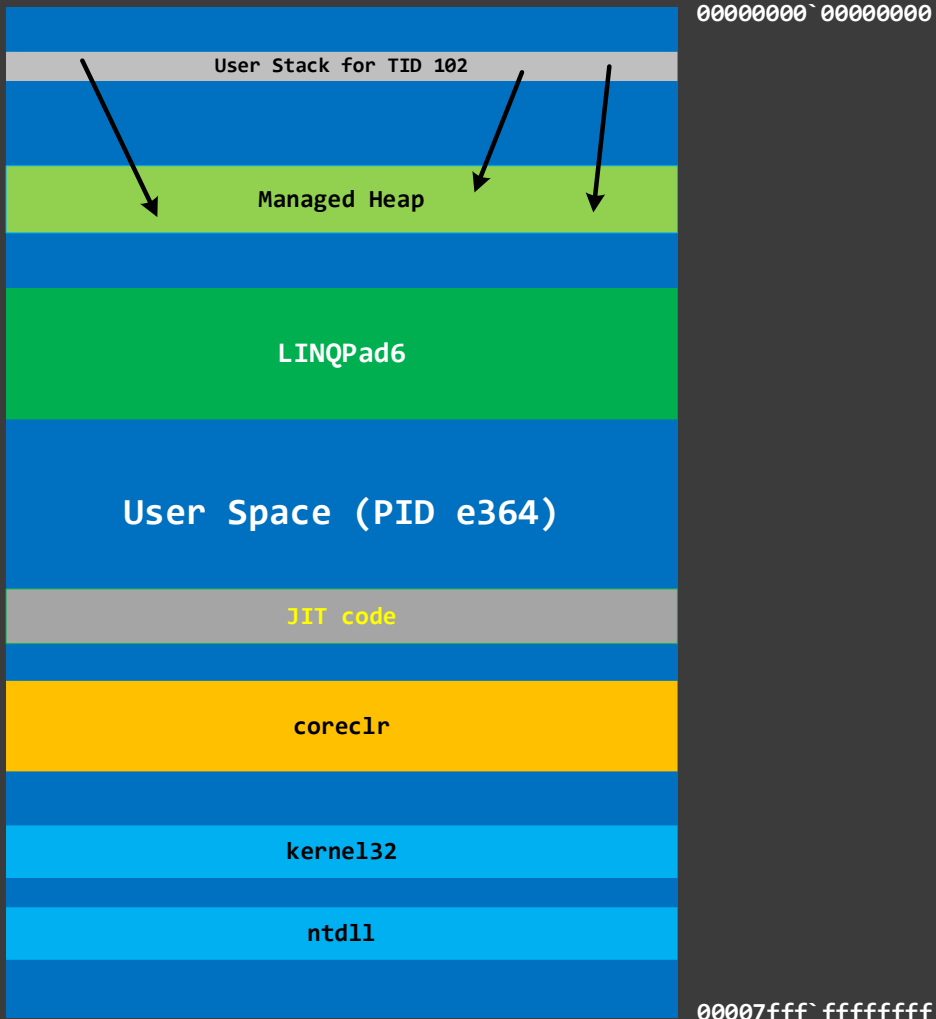 00000000`00000000
User Stack for TID 102
Managed Heap
LINQPad6
User Space (PID e364)
JIT code
coreclr
kernel32
ntdll
00007fff`ffffffff